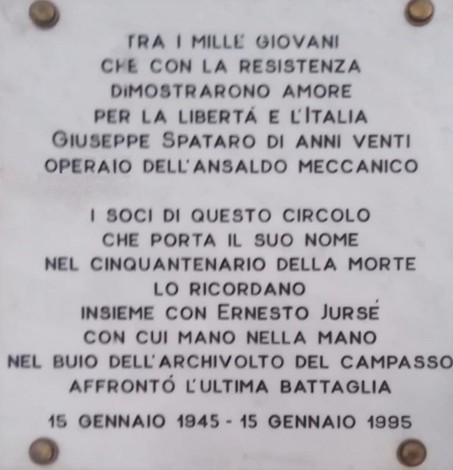 TRA I MILLE GIOVANI
CHE CON LA RESISTENZA
DiMOSTRARONO AMORE
PER LA LIBERTÁ E L'ITALIA
GIUSEPPE SPATARO DI ANNI VENTI
OPERAIO DELL'ANSALDO MECCANICO
I SOCI DI QUESTO CIRCOLO
CHE PORTA IL SUO NOME
NEL CINQUANTENARIO DELLA MORTE
LO RICORDANO
INSIEME CON ERNESTO JURSÉ
CON CUI MANO NELLA MANO
NEL BUIO DELL'ARCHIVOLTO DEL CAMPASSO
AFFRONTÓ L'ULTIMA BATTAGLIA
15 GENNAIO 1945 - 15 GENNAIO 1995